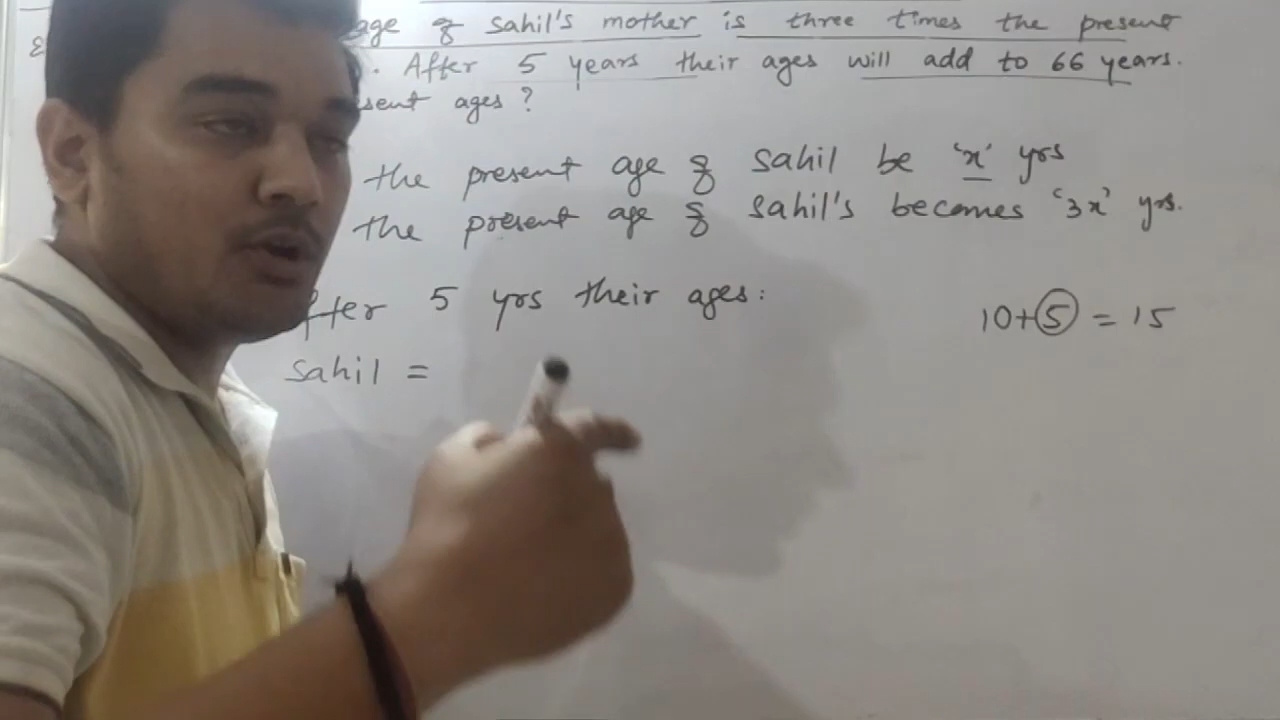 age of Sahil's mother is three times the present
. After 5 years their ages will add to 66 years.
sent ages ?
the present age of Sahil be 'x' yrs
the present age of Sahil's becomes '3x' yrs.
fter 5 yrs their ages:
10+5 = 15
Sahil =